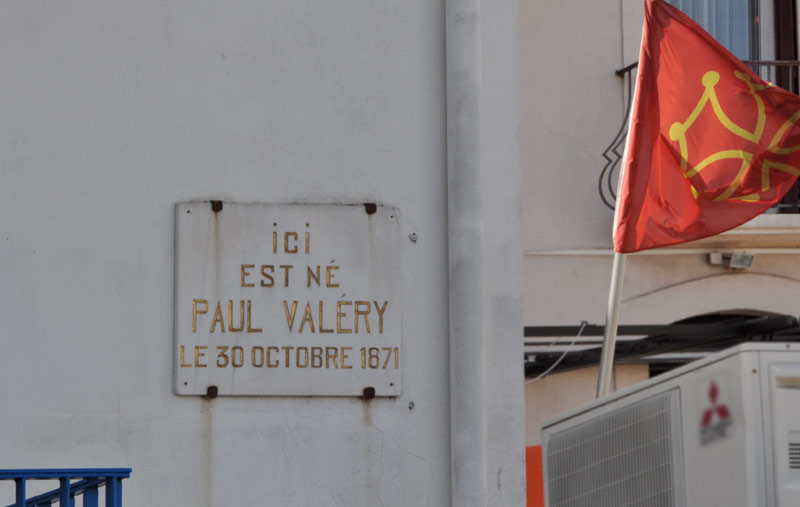 ici
EST NÉ
PAUL VALÉRY
LE 30 OCTOBRE 1871